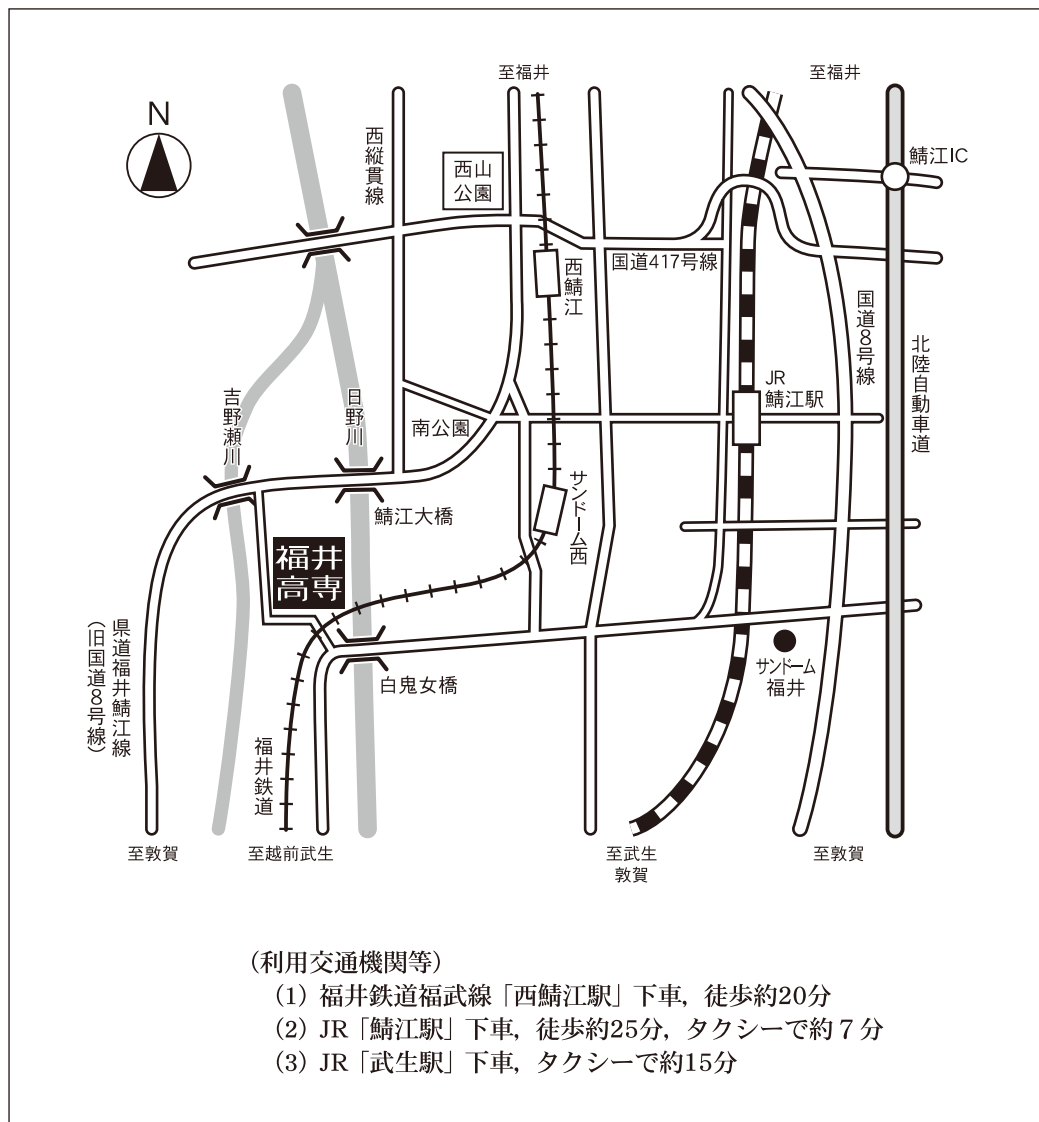 至福井
至福井
N
西縦貫線
西山
公園
鯖江IC
国道417号線
西鯖江
国道8号線
北陸自動車道
JR
鯖江駅
吉野瀬川
日野川
南公園
サンドーム西
鯖江大橋
福井
高専
県道福井鯖江線
(旧国道8号線)
サンドーム
福井
白鬼女橋
福井鉄道
至敦賀
至越前武生
至武生
敦賀
至敦賀
(利用交通機関等)
(1) 福井鉄道福武線「西鯖江駅」下車，徒歩約20分
(2) JR「鯖江駅」下車，徒歩約25分，タクシーで約７分
(3) JR「武生駅」下車，タクシーで約15分